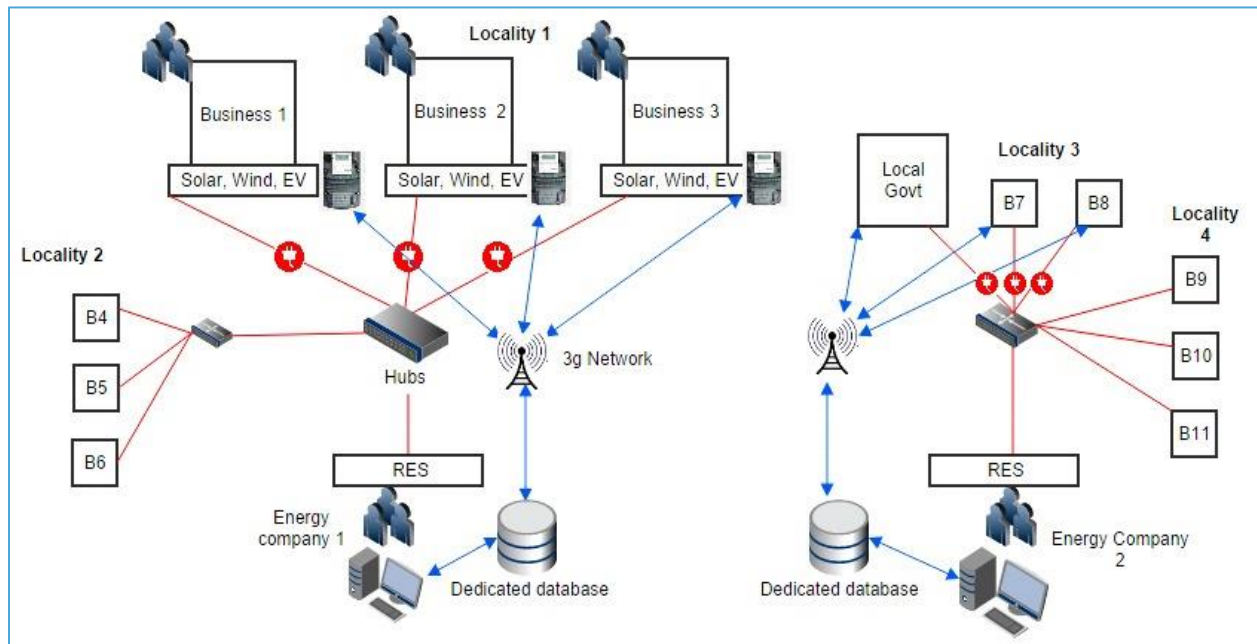 Locality 1
Business 1
Business 2
Business 3
Solar, Wind, EV
Solar, Wind, EV
Solar, Wind, EV
Locality 2
B4
B5
B6
Hubs
3g Network
RES
Energy
company 1
Dedicated database
Local
Govt
Locality 3
B7
B8
Locality
4
B9
B10
B11
RES
Energy Company
2
Dedicated database